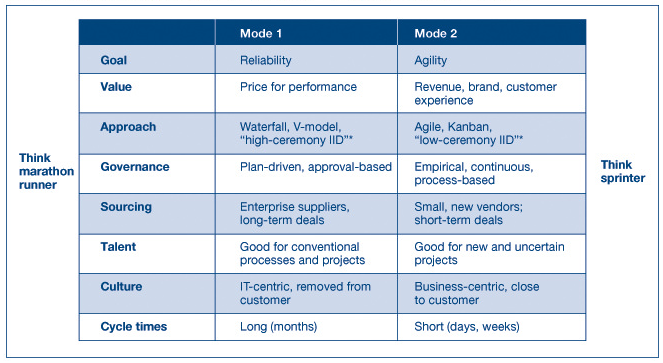 Mode 1 Mode 2
Goal Reliability Agility
Value Price for performance Revenue, brand, customer
experience
Approach Waterfall, V-model, Agile, Kanban,
“high-ceremony IID”* “low-ceremony IID”*
Think
marathon
runner
Governance Plan-driven, approval-based Empirical, continuous,
process-based
Think
sprinter
Sourcing Enterprise suppliers, Small, new vendors;
long-term deals short-term deals
Talent Good for conventional Good for new and uncertain
processes and projects projects
Culture IT-centric, removed from Business-centric, close
customer to customer
Cycle times Long (months) Short (days, weeks)